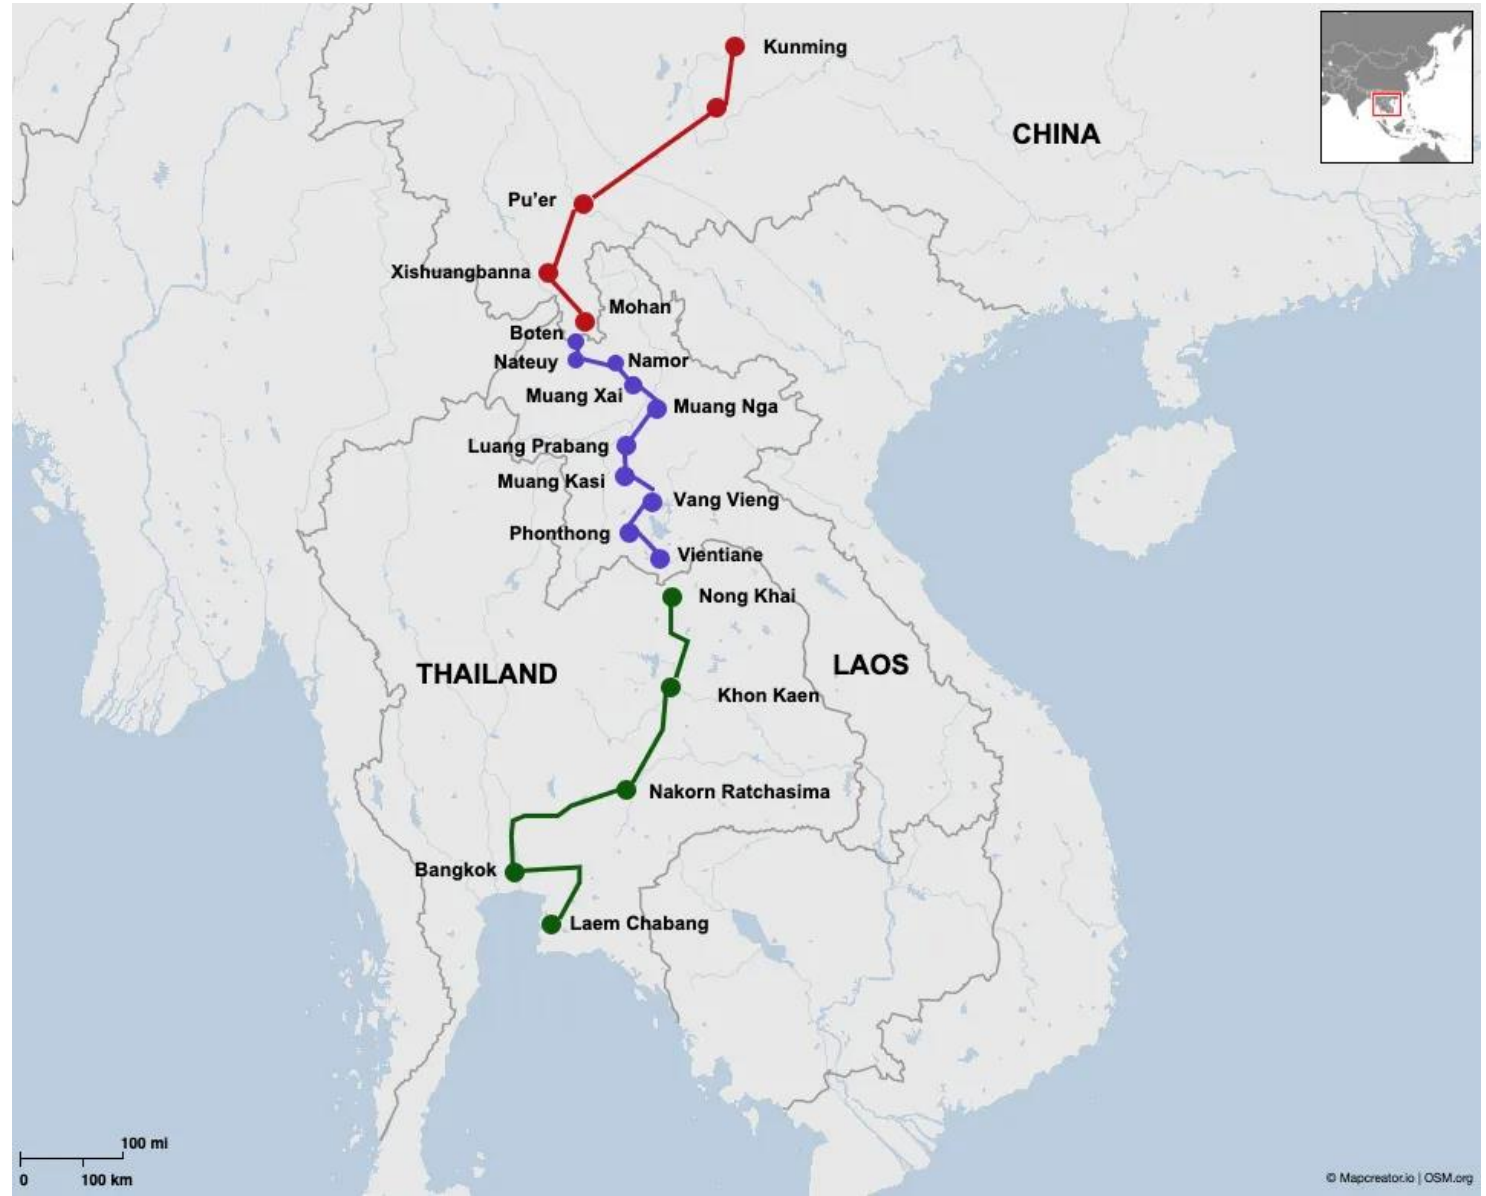 Kunming
CHINA
Pu'er
Xishuangbanna
Mohan
Boten
Nateuy
Namor
Muang Xai
Muang Nga
Luang Prabang
Muang Kasi
Vang Vieng
Phonthong
Vientiane
Nong Khai
LAOS
THAILAND
Khon Kaen
Nakorn Ratchasima
Bangkok
Laem Chabang
100 mi
0 100 km
© Mapcreator.io | OSM.org